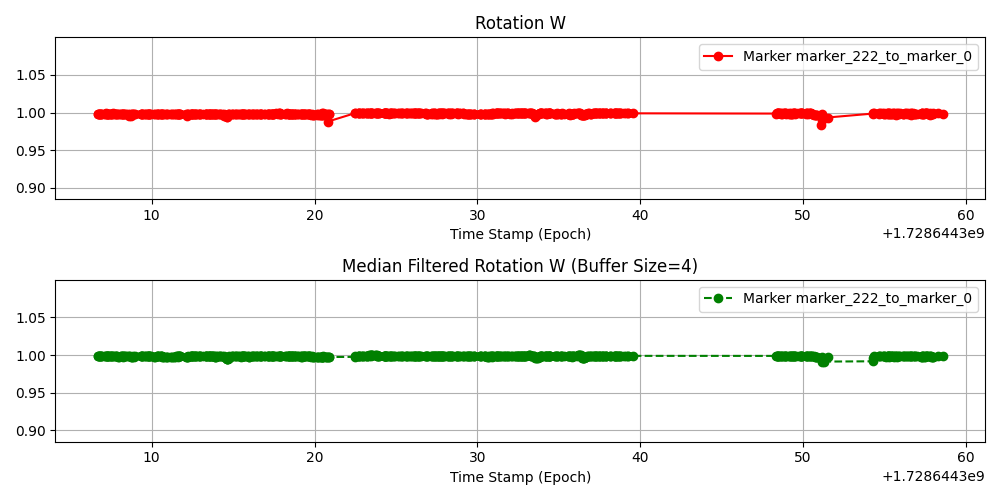 Rotation W
Marker marker_222_to_marker_0
1.05
1.00
0.95
0.90
10 20 30 40 50 60
Time Stamp (Epoch)
+1.7286443e9
Median Filtered Rotation W (Buffer Size=4)
Marker marker_222_to_marker_0
1.05
1.00
0.95
0.90
10 20 30 40 50 60
Time Stamp (Epoch)
+1.7286443e9